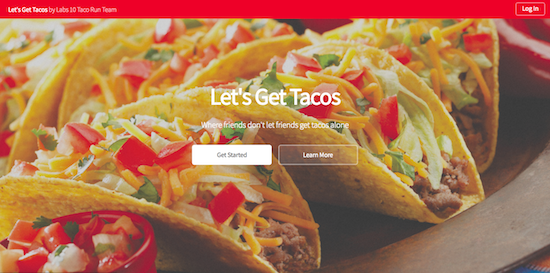 Let's Get Tacos by Labs 10 Taco Run Team
Log In
Let's Get Tacos
Where friends don't let friends get tacos alone
Get Started
Learn More